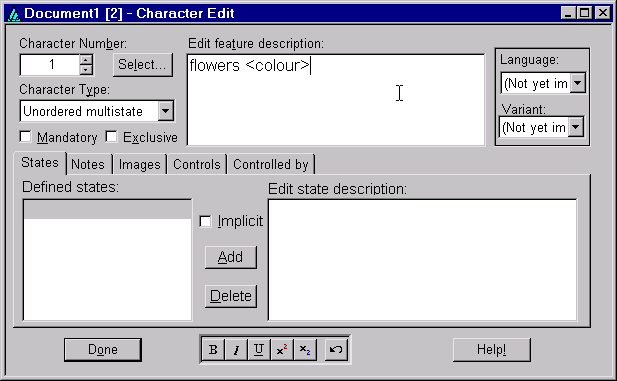 Document1 [2] - Character Edit
Character Number:
1
Select...
Character Type:
Unordered multistate
Mandatory
Exclusive
Edit feature description:
flowers <colour>
Language:
(Not yet im
Variant:
(Not yet im
States
Notes
Images
Controls
Controlled by
Defined states:
Implicit
Add
Delete
Edit state description:
Done
B
I
U
x²
x₂
Help!